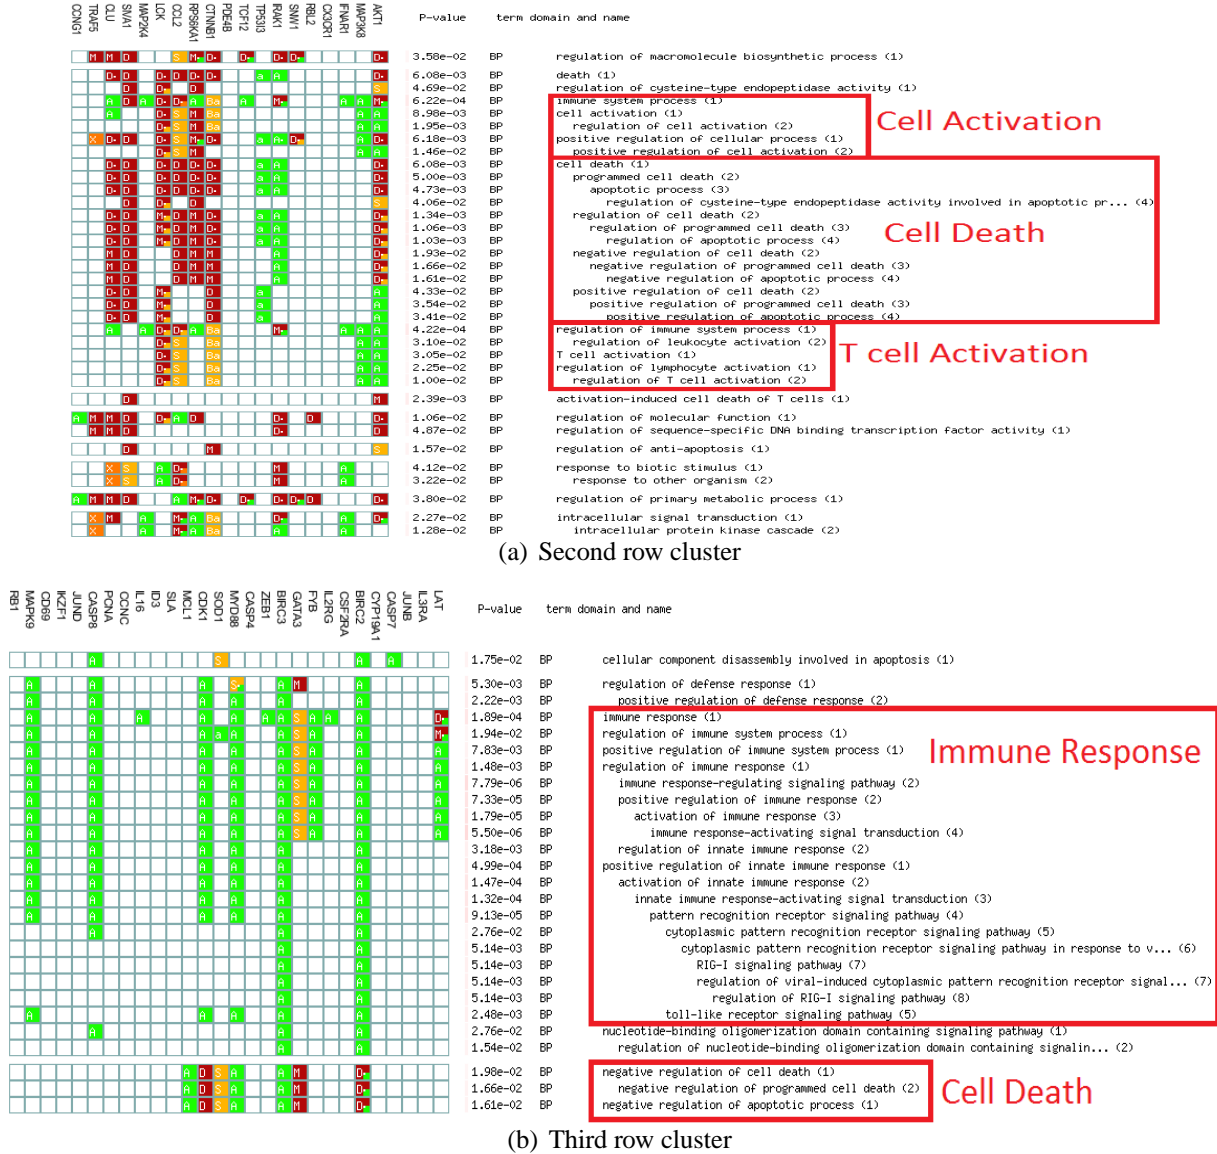 CCNG1 TRAF5 CLU SIVA1 MAP2K4 LCK CCL2 RPS6KA1 CTNNB1 PDE4B TCF12 TP53I3 IRAK1 SNW1 RBL2 CX3CR1 IFNAR1 MAP3K8 AKT1
P-value term domain and name
3.58e-02 BP regulation of macromolecule biosynthetic process (1)
6.08e-03 BP death (1)
4.69e-02 BP regulation of cysteine-type endopeptidase activity (1)
6.22e-04 BP immune system process (1)
8.98e-03 BP cell activation (1)
Cell Activation
1.95e-03 BP regulation of cell activation (2)
6.18e-03 BP positive regulation of cellular process (1)
1.46e-02 BP positive regulation of cell activation (2)
6.08e-03 BP cell death (1)
5.00e-03 BP programmed cell death (2)
4.73e-03 BP apoptotic process (3)
4.06e-02 BP regulation of cysteine-type endopeptidase activity involved in apoptotic pr... (4)
1.34e-03 BP regulation of cell death (2)
1.06e-03 BP regulation of programmed cell death (3)
Cell Death
1.03e-03 BP regulation of apoptotic process (4)
1.93e-02 BP negative regulation of cell death (2)
1.66e-02 BP negative regulation of programmed cell death (3)
1.61e-02 BP negative regulation of apoptotic process (4)
4.33e-02 BP positive regulation of cell death (2)
3.54e-02 BP positive regulation of programmed cell death (3)
3.41e-02 BP positive regulation of apoptotic process (4)
4.22e-04 BP regulation of immune system process (1)
3.10e-02 BP regulation of leukocyte activation (2)
T cell Activation
3.05e-02 BP T cell activation (1)
2.25e-02 BP regulation of lymphocyte activation (1)
1.00e-02 BP regulation of T cell activation (2)
2.39e-03 BP activation-induced cell death of T cells (1)
1.06e-02 BP regulation of molecular function (1)
4.87e-02 BP regulation of sequence-specific DNA binding transcription factor activity (1)
1.57e-02 BP regulation of anti-apoptosis (1)
4.12e-02 BP response to biotic stimulus (1)
3.22e-02 BP response to other organism (2)
3.80e-02 BP regulation of primary metabolic process (1)
2.27e-02 BP intracellular signal transduction (1)
1.28e-02 BP intracellular protein kinase cascade (2)
(a) Second row cluster
RB1 MAPK9 CD69 IKZF1 JUND CASP8 PCNA CCNC IL16 ID3 SLA MCL1 CDK1 SOD1 MYD88 CASP4 ZEB1 BIRC3 GATA3 FYB IL2RG CSF2RA BIRC2 CYP19A1 CASP7 JUNB IL3RA LAT
P-value term domain and name
1.75e-02 BP cellular component disassembly involved in apoptosis (1)
5.30e-03 BP regulation of defense response (1)
2.22e-03 BP positive regulation of defense response (2)
1.89e-04 BP immune response (1)
1.94e-02 BP regulation of immune system process (1)
7.83e-03 BP positive regulation of immune system process (1)
Immune Response
1.48e-03 BP regulation of immune response (1)
7.79e-06 BP immune response-regulating signaling pathway (2)
7.33e-05 BP positive regulation of immune response (2)
1.79e-05 BP activation of immune response (3)
5.50e-06 BP immune response-activating signal transduction (4)
3.18e-03 BP regulation of innate immune response (2)
4.99e-04 BP positive regulation of innate immune response (1)
1.47e-04 BP activation of innate immune response (2)
1.32e-04 BP innate immune response-activating signal transduction (3)
9.13e-05 BP pattern recognition receptor signaling pathway (4)
2.76e-02 BP cytoplasmic pattern recognition receptor signaling pathway (5)
5.14e-03 BP cytoplasmic pattern recognition receptor signaling pathway in response to v... (6)
5.14e-03 BP RIG-I signaling pathway (7)
5.14e-03 BP regulation of viral-induced cytoplasmic pattern recognition receptor signal... (7)
5.14e-03 BP regulation of RIG-I signaling pathway (8)
2.48e-03 BP toll-like receptor signaling pathway (5)
2.76e-02 BP nucleotide-binding oligomerization domain containing signaling pathway (1)
1.54e-02 BP regulation of nucleotide-binding oligomerization domain containing signalin... (2)
1.98e-02 BP negative regulation of cell death (1)
1.66e-02 BP negative regulation of programmed cell death (2)
Cell Death
1.61e-02 BP negative regulation of apoptotic process (1)
(b) Third row cluster